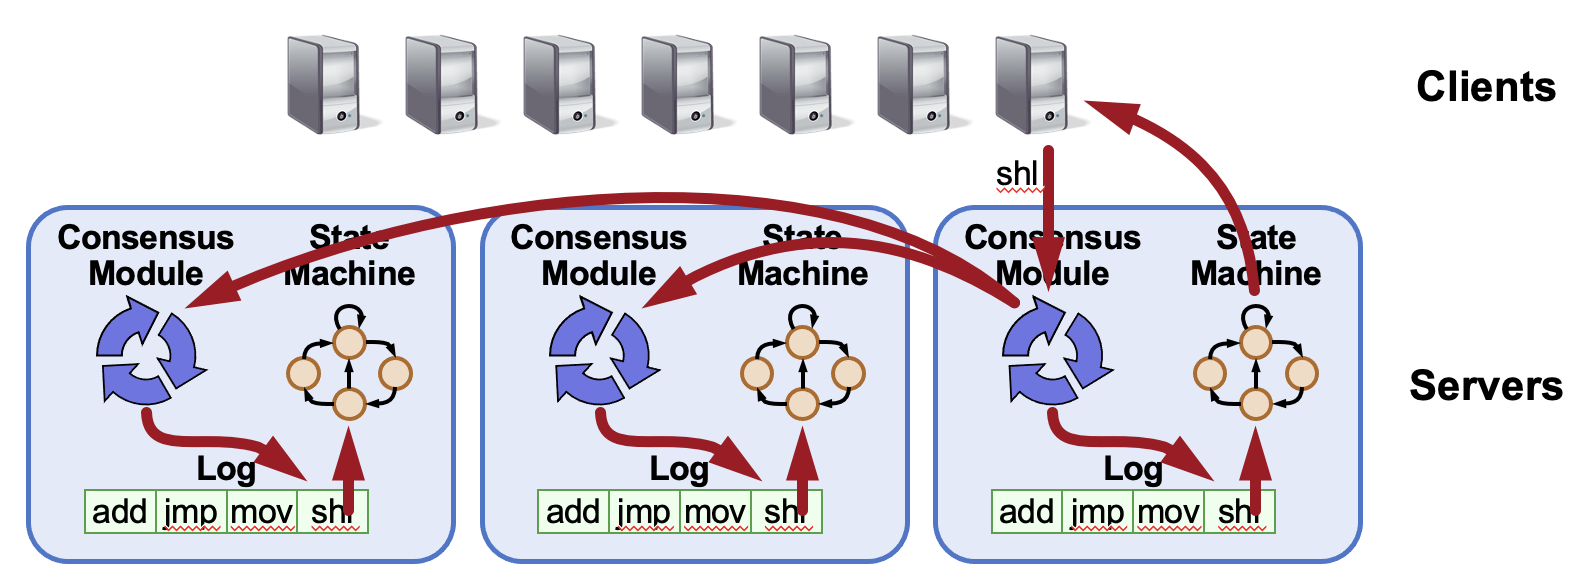 Clients
shl
Consensus
Module
State
Machine
Log
add jmp mov shl
Consensus
Module
State
Machine
Log
add jmp mov shl
Consensus
Module
State
Machine
Log
add jmp mov shl
Servers